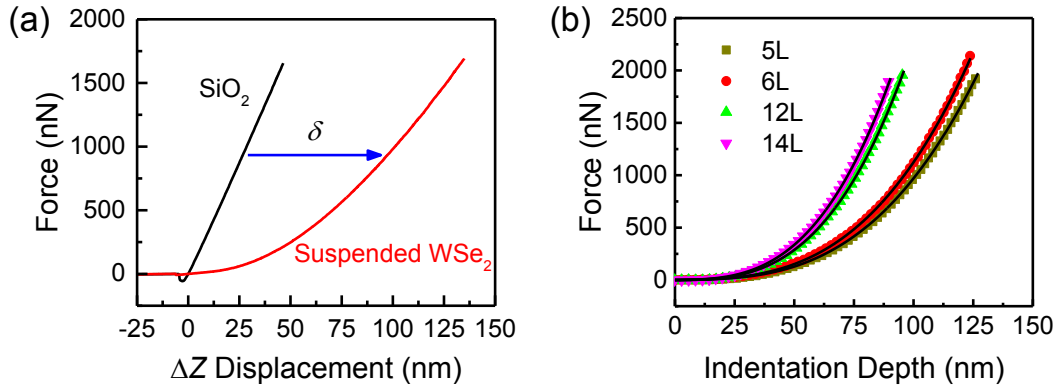 (a)
2000
1500
1000
500
0
Force (nN)
SiO₂
δ
Suspended WSe₂
-25 0 25 50 75 100 125 150
ΔZ Displacement (nm)
(b)
2500
2000
1500
1000
500
0
Force (nN)
5L
6L
12L
14L
0 25 50 75 100 125 150
Indentation Depth (nm)